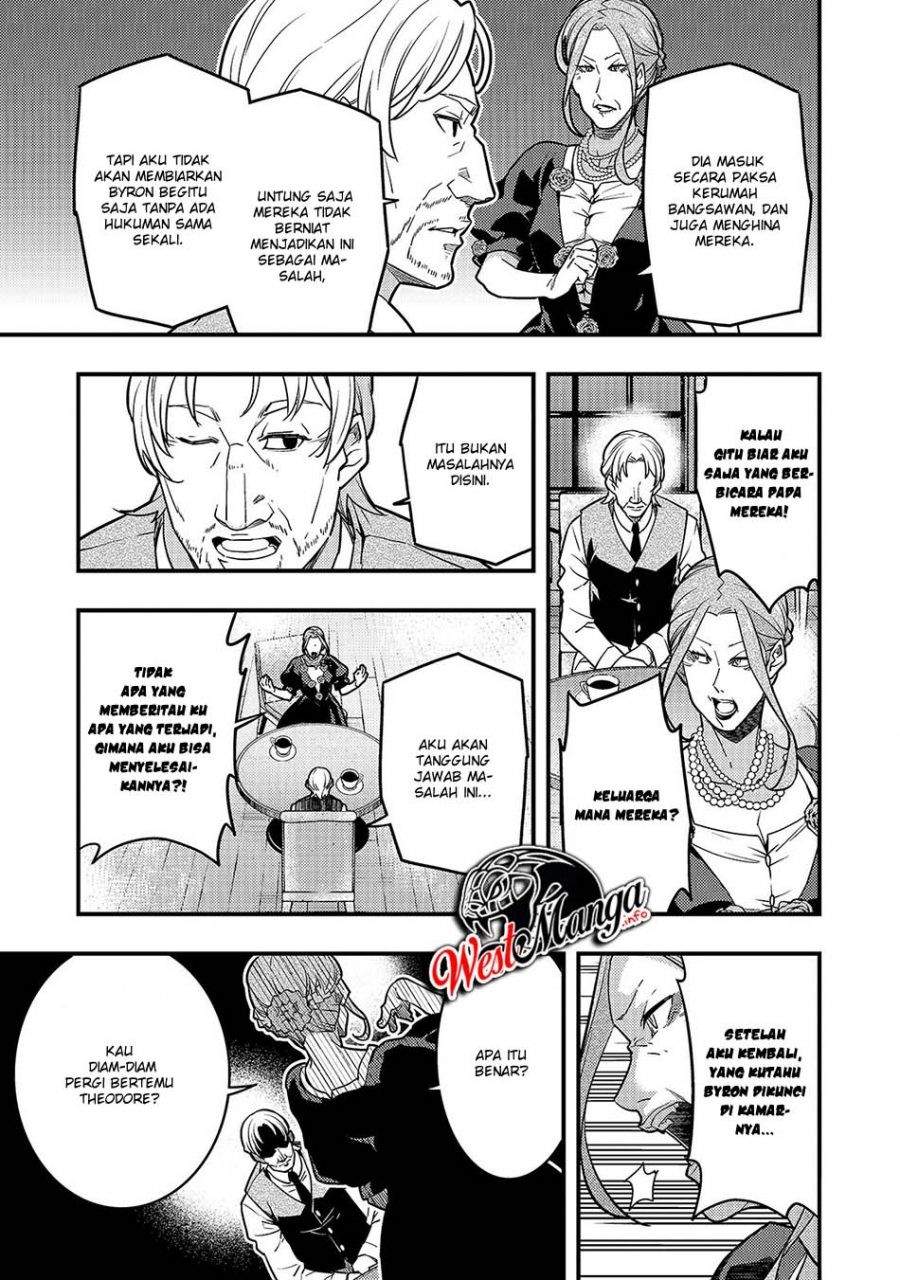 DIA MASUK
SECARA PAKSA
KERUMAH
BANGSAWAN, DAN
JUGA MENGHINA
MEREKA.
UNTUNG SAJA
MEREKA TIDAK
BERNIAT
MENJADIKAN INI
SEBAGAI MA-
SALAH,
TAPI AKU TIDAK
AKAN MEMBIARKAN
BYRON BEGITU
SAJA TANPA ADA
HUKUMAN SAMA
SEKALI.
KALAU
GITU BIAR AKU
SAJA YANG BER-
BICARA PADA
MEREKA!
KELUARGA
MANA MEREKA?
ITU BUKAN
MASALAHNYA
DISINI.
AKU AKAN
TANGGUNG
JAWAB MA-
SALAH INI...
TIDAK
ADA YANG
MEMBERITAU KU
APA YANG TERJADI,
GIMANA AKU BISA
MENYELESAI-
KANNYA?!
WestManga
.info
SETELAH
AKU KEMBALI,
YANG KUTAHU
BYRON DIKUNCI
DI KAMAR-
NYA...
APA ITU
BENAR?
KAU
DIAM-DIAM
PERGI BERTEMU
THEODORE?